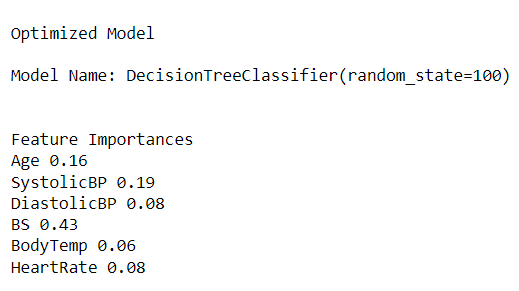 Optimized Model
Model Name: DecisionTreeClassifier(random_state=100)
Feature Importances
Age 0.16
SystolicBP 0.19
DiastolicBP 0.08
BS 0.43
BodyTemp 0.06
HeartRate 0.08